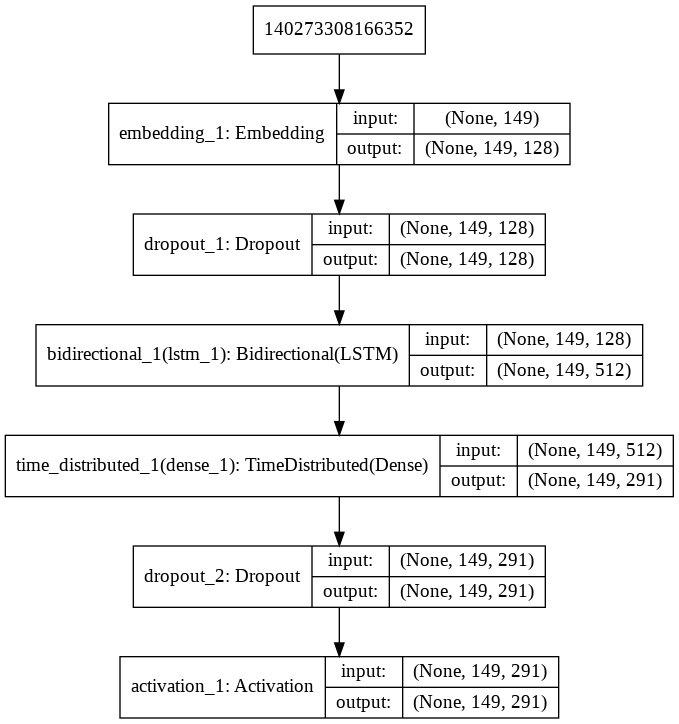 140273308166352
embedding_1: Embedding
input: (None, 149)
output: (None, 149, 128)
dropout_1: Dropout
input: (None, 149, 128)
output: (None, 149, 128)
bidirectional_1(lstm_1): Bidirectional(LSTM)
input: (None, 149, 128)
output: (None, 149, 512)
time_distributed_1(dense_1): TimeDistributed(Dense)
input: (None, 149, 512)
output: (None, 149, 291)
dropout_2: Dropout
input: (None, 149, 291)
output: (None, 149, 291)
activation_1: Activation
input: (None, 149, 291)
output: (None, 149, 291)